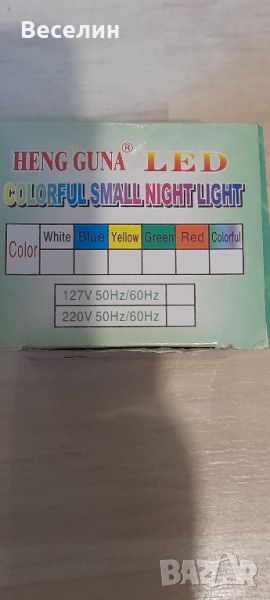 Веселин
HENG GUNA® LED
COLORFUL SMALL NIGHT LIGHT
Color White Blue Yellow Green Red Colorful
127V 50Hz/60Hz
220V 50Hz/60Hz
BAZAR